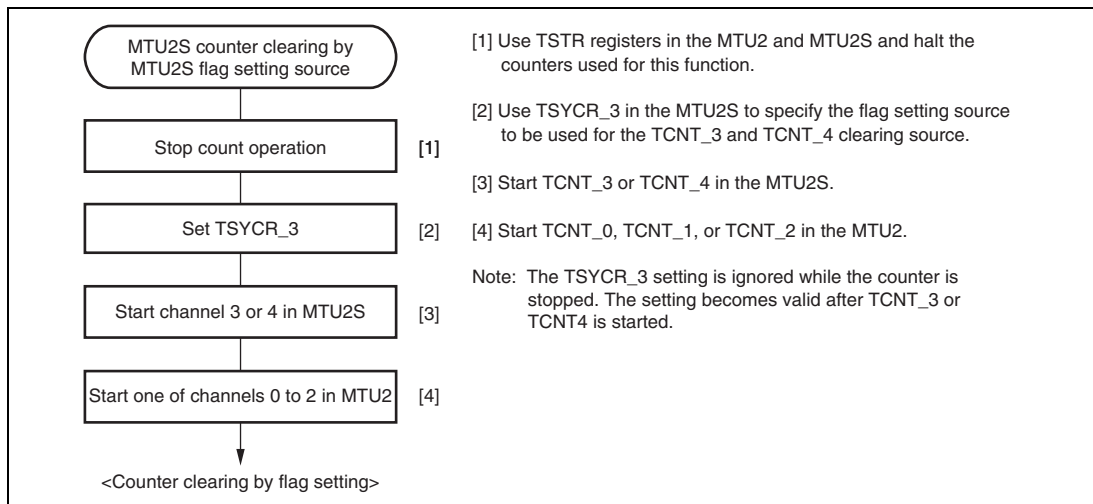 MTU2S counter clearing by
MTU2S flag setting source
Stop count operation
[1]
Set TSYCR_3
[2]
Start channel 3 or 4 in MTU2S
[3]
Start one of channels 0 to 2 in MTU2
[4]
<Counter clearing by flag setting>
[1] Use TSTR registers in the MTU2 and MTU2S and halt the
counters used for this function.
[2] Use TSYCR_3 in the MTU2S to specify the flag setting source
to be used for the TCNT_3 and TCNT_4 clearing source.
[3] Start TCNT_3 or TCNT_4 in the MTU2S.
[4] Start TCNT_0, TCNT_1, or TCNT_2 in the MTU2.
Note: The TSYCR_3 setting is ignored while the counter is
stopped. The setting becomes valid after TCNT_3 or
TCNT4 is started.